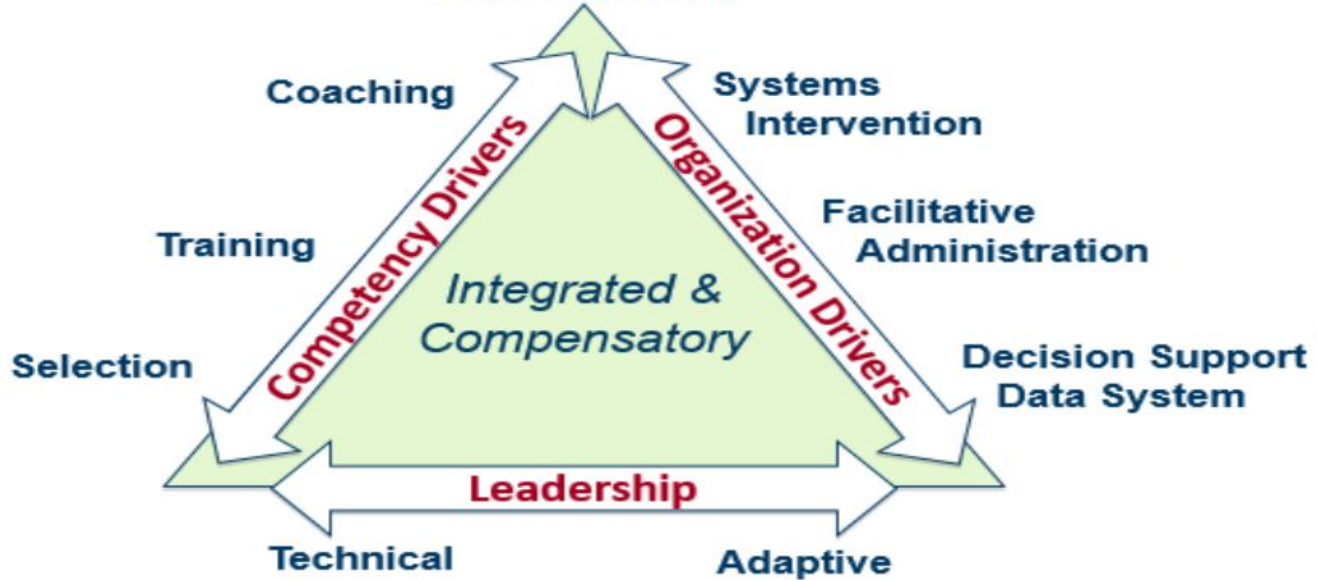 Coaching
Systems
Intervention
Competency Drivers
Organization Drivers
Training
Facilitative
Administration
Integrated &
Compensatory
Selection
Decision Support
Data System
Leadership
Technical
Adaptive